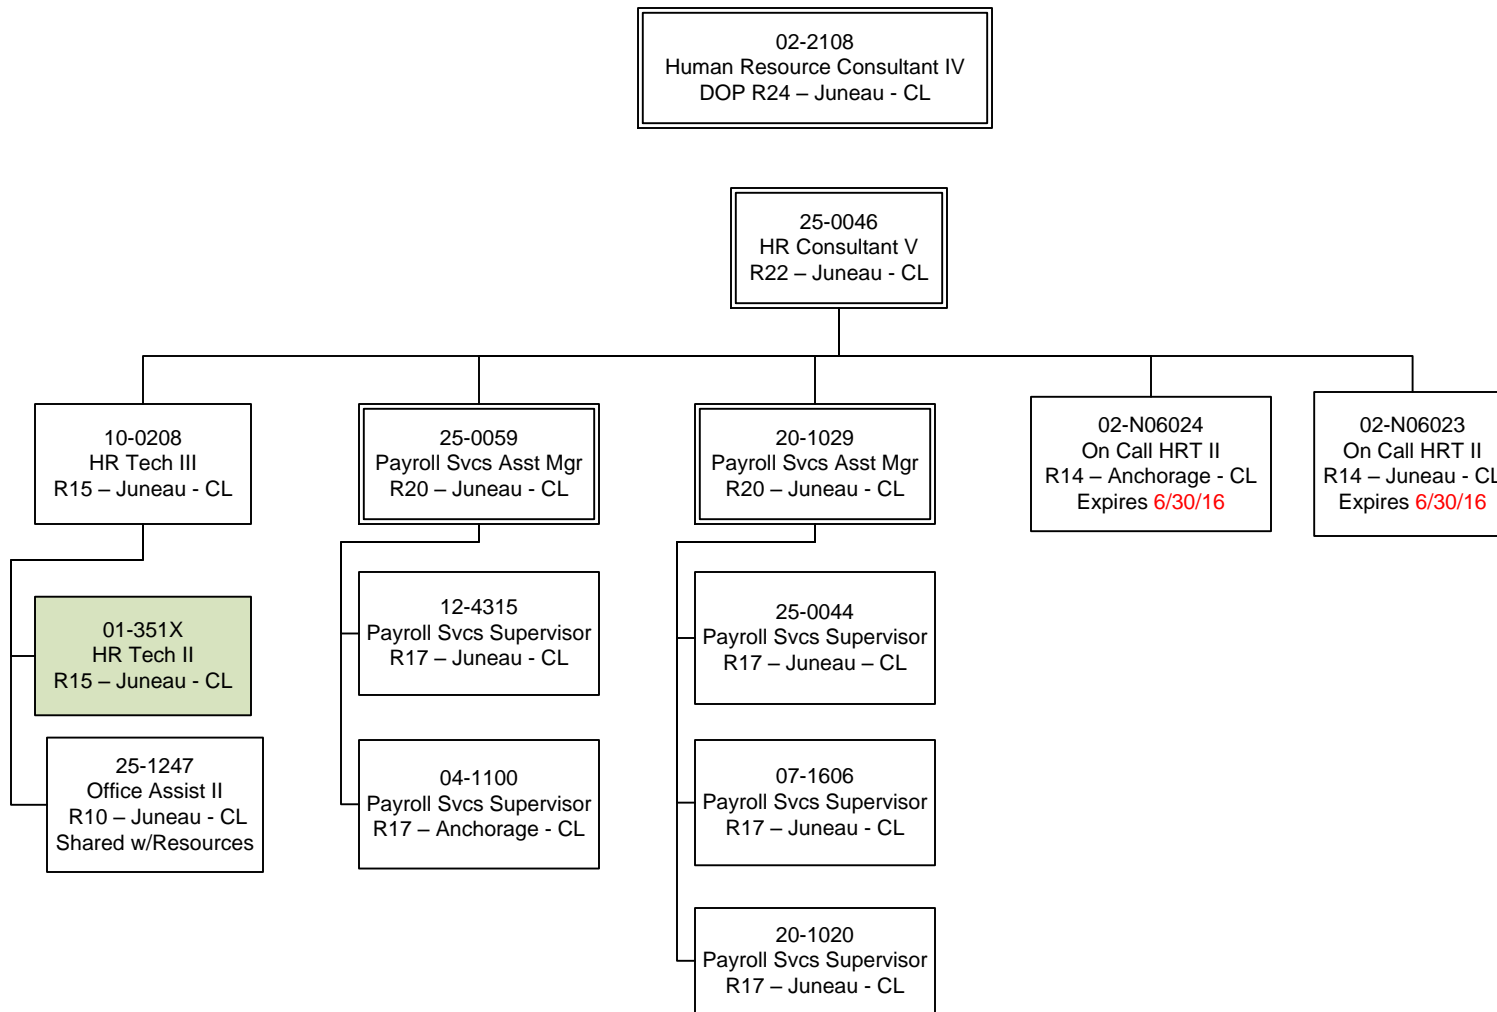 02-2108
Human Resource Consultant IV
DOP R24 – Juneau - CL
25-0046
HR Consultant V
R22 – Juneau - CL
10-0208
HR Tech III
R15 – Juneau - CL
25-0059
Payroll Svcs Asst Mgr
R20 – Juneau - CL
20-1029
Payroll Svcs Asst Mgr
R20 – Juneau - CL
02-N06024
On Call HRT II
R14 – Anchorage - CL
Expires 6/30/16
02-N06023
On Call HRT II
R14 – Juneau - CL
Expires 6/30/16
01-351X
HR Tech II
R15 – Juneau - CL
25-1247
Office Assist II
R10 – Juneau - CL
Shared w/Resources
12-4315
Payroll Svcs Supervisor
R17 – Juneau - CL
04-1100
Payroll Svcs Supervisor
R17 – Anchorage - CL
25-0044
Payroll Svcs Supervisor
R17 – Juneau – CL
07-1606
Payroll Svcs Supervisor
R17 – Juneau - CL
20-1020
Payroll Svcs Supervisor
R17 – Juneau - CL